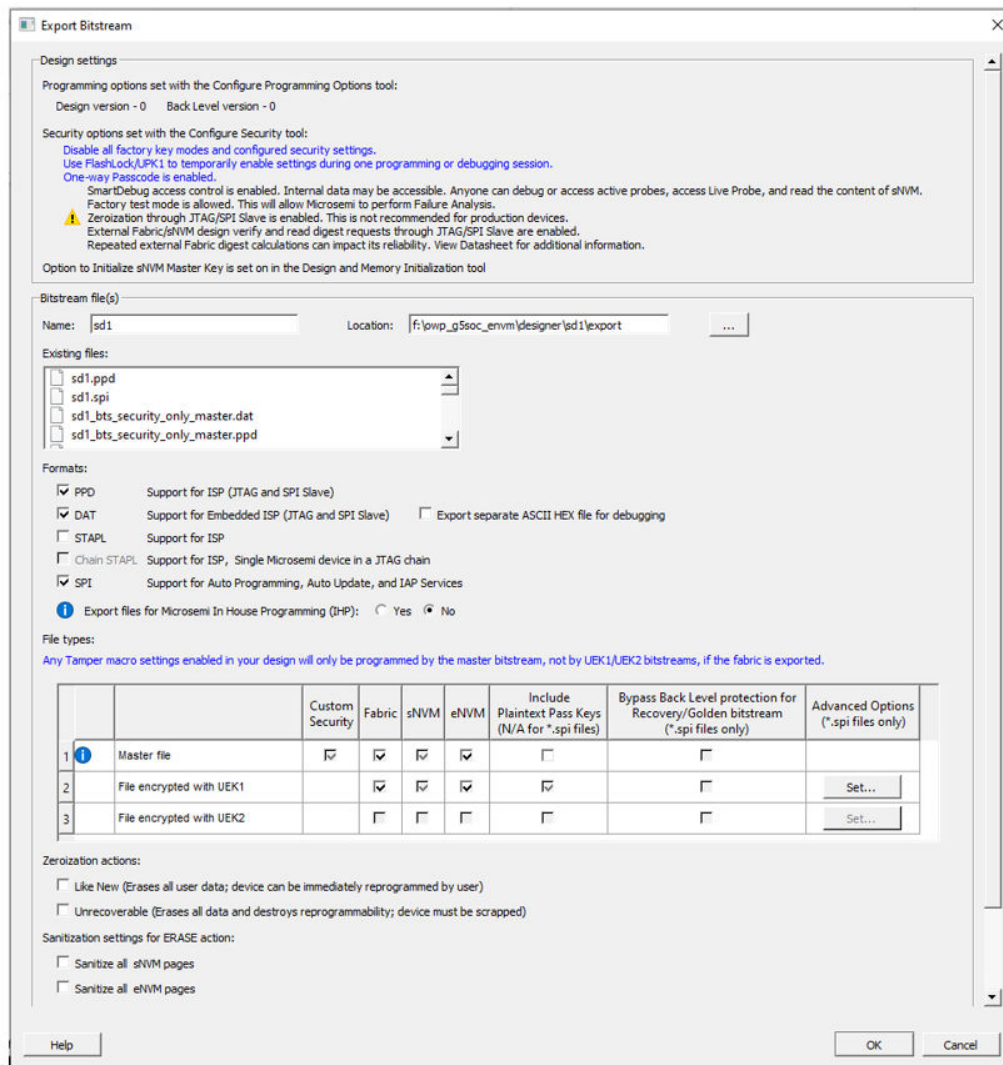 Export Bitstream
Design settings
Programming options set with the Configure Programming Options tool:
Design version - 0 Back Level version - 0
Security options set with the Configure Security tool:
Disable all factory key modes and configured security settings.
Use FlashLock/UPK1 to temporarily enable settings during one programming or debugging session.
One-way Passcode is enabled.
SmartDebug access control is enabled. Internal data may be accessible. Anyone can debug or access active probes, access Live Probe, and read the content of sNVM.
Factory test mode is allowed. This will allow Microsemi to perform Failure Analysis.
Zeroization through JTAG/SPI Slave is enabled. This is not recommended for production devices.
External Fabric/sNVM design verify and read digest requests through JTAG/SPI Slave are enabled.
Repeated external Fabric digest calculations can impact its reliability. View Datasheet for additional information.
Option to Initialize sNVM Master Key is set on in the Design and Memory Initialization tool
Bitstream file(s)
Name: sd1 Location: f:\pwp_g5soc_envm\designer\sd1\export ...
Existing files:
sd1.ppd
sd1.spi
sd1_bts_security_only_master.dat
sd1_bts_security_only_master.ppd
Formats:
PPD Support for ISP (JTAG and SPI Slave)
DAT Support for Embedded ISP (JTAG and SPI Slave) Export separate ASCII HEX file for debugging
STAPL Support for ISP
Chain STAPL Support for ISP, Single Microsemi device in a JTAG chain
SPI Support for Auto Programming, Auto Update, and IAP Services
Export files for Microsemi In House Programming (IHP): Yes No
File types:
Any Tamper macro settings enabled in your design will only be programmed by the master bitstream, not by UEK1/UEK2 bitstreams, if the fabric is exported.
Custom Security Fabric sNVM eNVM Include Plaintext Pass Keys (N/A for *.spi files) Bypass Back Level protection for Recovery/Golden bitstream (*.spi files only) Advanced Options (*.spi files only)
1 Master file
2 File encrypted with UEK1 Set...
3 File encrypted with UEK2 Set...
Zeroization actions:
Like New (Erases all user data; device can be immediately reprogrammed by user)
Unrecoverable (Erases all data and destroys reprogrammability; device must be scrapped)
Sanitization settings for ERASE action:
Sanitize all sNVM pages
Sanitize all eNVM pages
Help OK Cancel